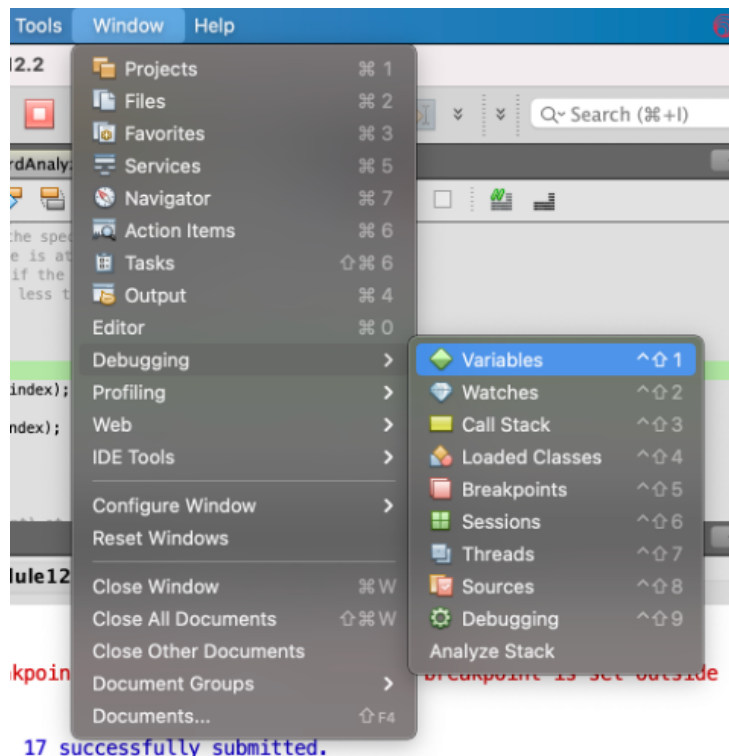 Tools Window Help
12.2
Projects ⌘ 1
Files ⌘ 2
Search (⌘+I)
Favorites ⌘ 3
rdAnaly
Services ⌘ 5
Navigator ⌘ 7
the spec
Action Items ⌘ 6
e is at
if the
Tasks ⇧⌘ 6
less t
Output ⌘ 4
Editor ⌘ 0
Debugging >
Variables ^⇧ 1
index);
Profiling >
Watches ^⇧ 2
ndex);
Web >
Call Stack ^⇧ 3
IDE Tools >
Loaded Classes ^⇧ 4
Breakpoints ^⇧ 5
Configure Window >
Sessions ^⇧ 6
Reset Windows
Threads ^⇧ 7
lule12
Close Window ⌘ W
Sources ^⇧ 8
Close All Documents ⇧⌘ W
Debugging ^⇧ 9
Close Other Documents
Analyze Stack
kpoin
breakpoint is set outside
Document Groups >
Documents... ⇧ F4
17 successfully submitted.